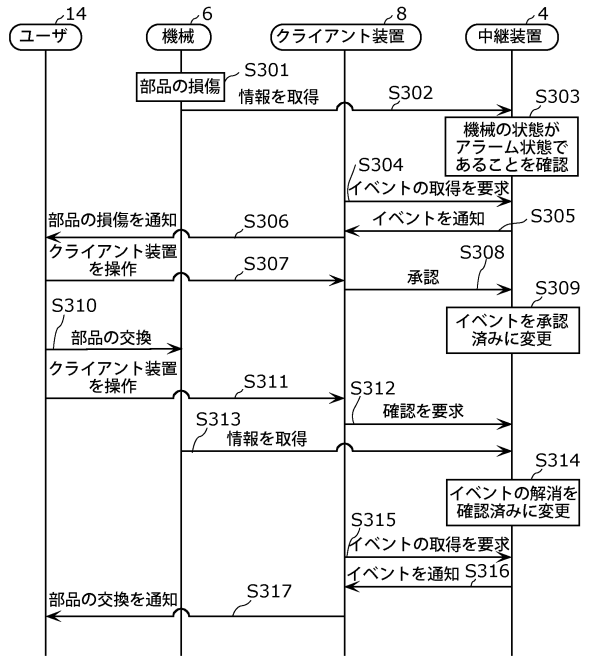 14
6
8
4
ユーザ
機械
クライアント装置
中継装置
S301
部品の損傷
情報を取得
S302
S303
機械の状態が
アラーム状態で
あることを確認
S304
イベントの取得を要求
部品の損傷を通知
S306
イベントを通知
S305
クライアント装置
を操作
S307
承認
S308
S309
イベントを承認
済みに変更
S310
部品の交換
クライアント装置
を操作
S311
S312
確認を要求
S313
情報を取得
S314
イベントの解消を
確認済みに変更
S315
イベントの取得を要求
イベントを通知
S316
部品の交換を通知
S317